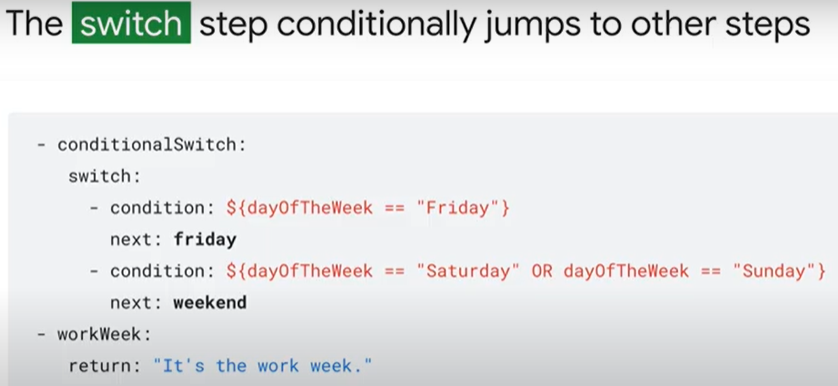 The switch step conditionally jumps to other steps
- conditionalSwitch:
switch:
- condition: ${dayOfTheWeek == "Friday"}
next: friday
- condition: ${dayOfTheWeek == "Saturday" OR dayOfTheWeek == "Sunday"}
next: weekend
- workWeek:
return: "It's the work week."